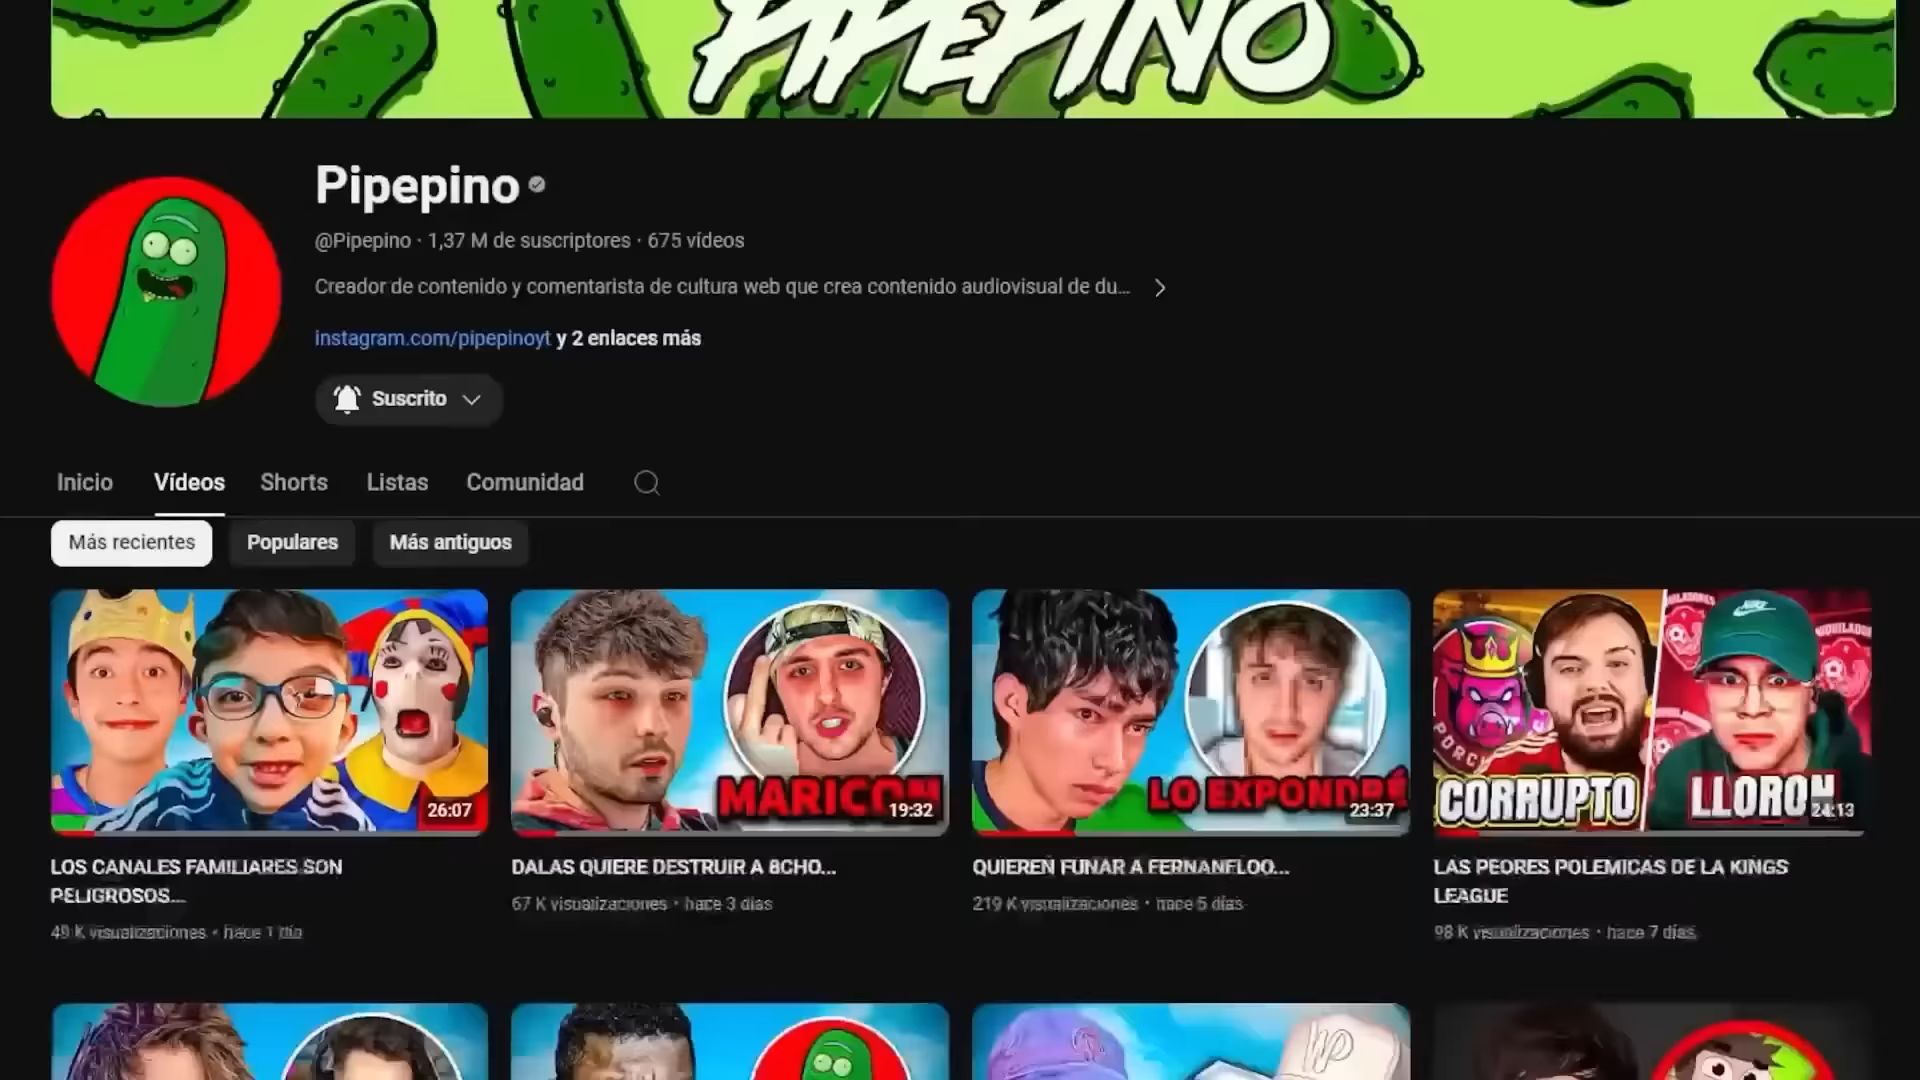 PIPEPINO
Pipepino
@Pipepino · 1,37 M de suscriptores · 675 vídeos
Creador de contenido y comentarista de cultura web que crea contenido audiovisual de du...
instagram.com/pipepinoyt y 2 enlaces más
Suscrito
Inicio Vídeos Shorts Listas Comunidad
Más recientes Populares Más antiguos
26:07
MARICON
19:32
LO EXPONDRÉ
23:37
PORC
CORRUPTO
LLORON
24:13
LOS CANALES FAMILIARES SON
PELIGROSOS...
49 K visualizaciones · hace 1 día
DALAS QUIERE DESTRUIR A 8CHO...
67 K visualizaciones · hace 3 días
QUIEREN FUNAR A FERNANFLOO...
219 K visualizaciones · hace 5 días
LAS PEORES POLEMICAS DE LA KINGS
LEAGUE
98 K visualizaciones · hace 7 días